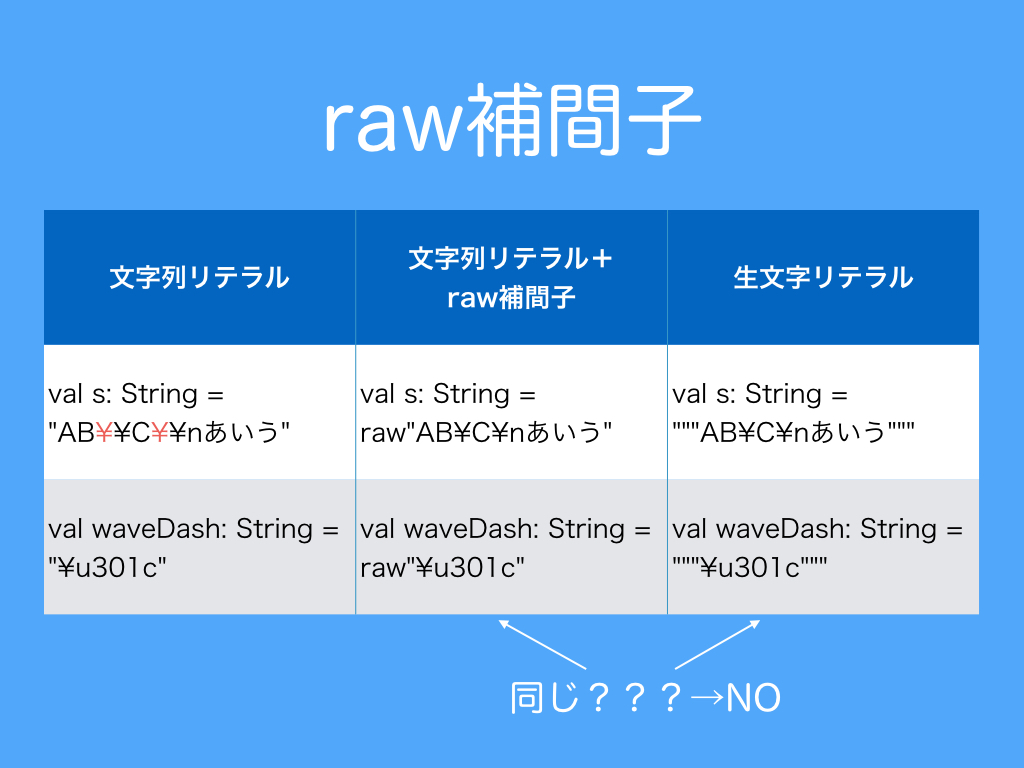 raw補間子
文字列リテラル
文字列リテラル＋
raw補間子
生文字リテラル
val s: String =
"AB¥¥C¥¥nあいう"
val s: String =
raw"AB¥C¥nあいう"
val s: String =
"""AB¥C¥nあいう"""
val waveDash: String =
"¥u301c"
val waveDash: String =
raw"¥u301c"
val waveDash: String =
"""¥u301c"""
同じ？？？→NO